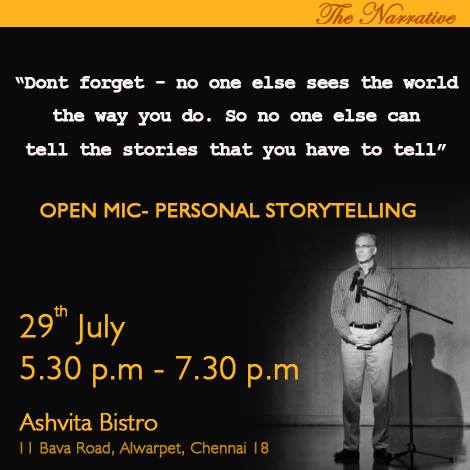 The Narrative
“Dont forget - no one else sees the world
the way you do. So no one else can
tell the stories that you have to tell”
OPEN MIC- PERSONAL STORYTELLING
29th July
5.30 p.m - 7.30 p.m
Ashvita Bistro
11 Bava Road, Alwarpet, Chennai 18